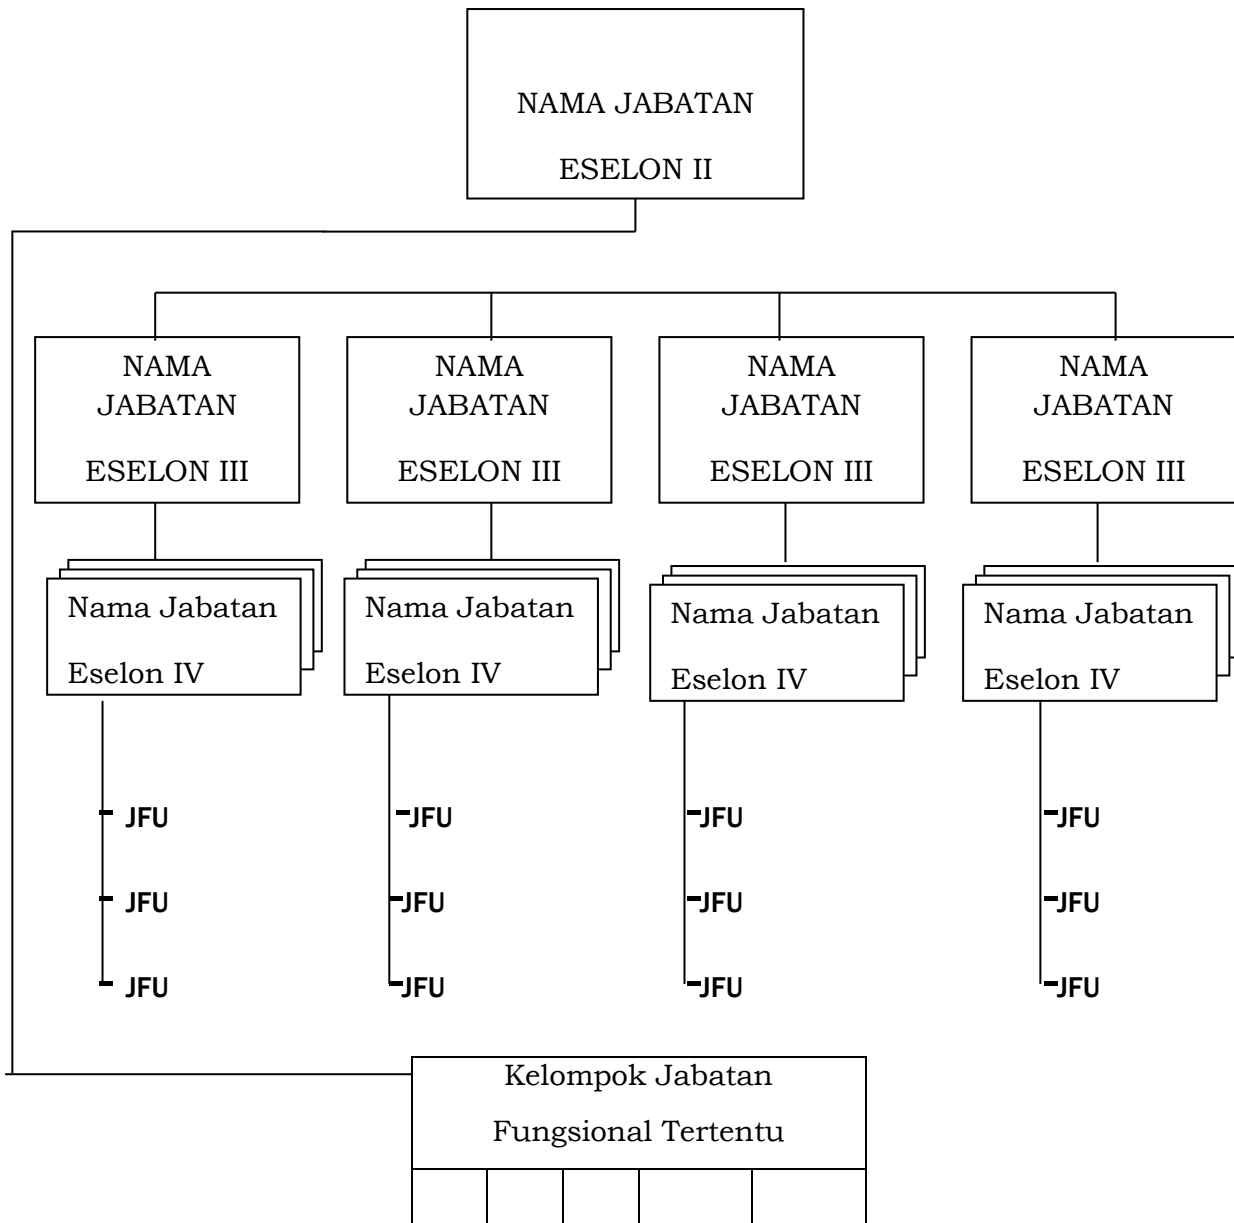 NAMA JABATAN
ESELON II
NAMA
JABATAN
ESELON III
NAMA
JABATAN
ESELON III
NAMA
JABATAN
ESELON III
NAMA
JABATAN
ESELON III
Nama Jabatan
Eselon IV
Nama Jabatan
Eselon IV
Nama Jabatan
Eselon IV
Nama Jabatan
Eselon IV
JFU
JFU
JFU
JFU
JFU
JFU
JFU
JFU
JFU
JFU
JFU
JFU
Kelompok Jabatan
Fungsional Tertentu